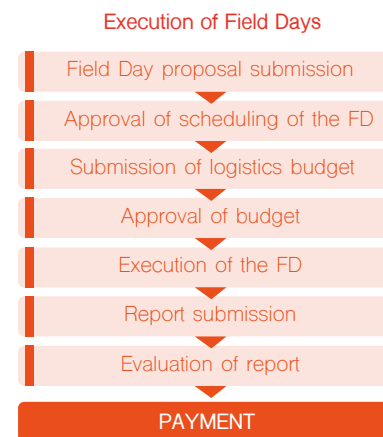 Execution of Field Days
Field Day proposal submission
Approval of scheduling of the FD
Submission of logistics budget
Approval of budget
Execution of the FD
Report submission
Evaluation of report
PAYMENT